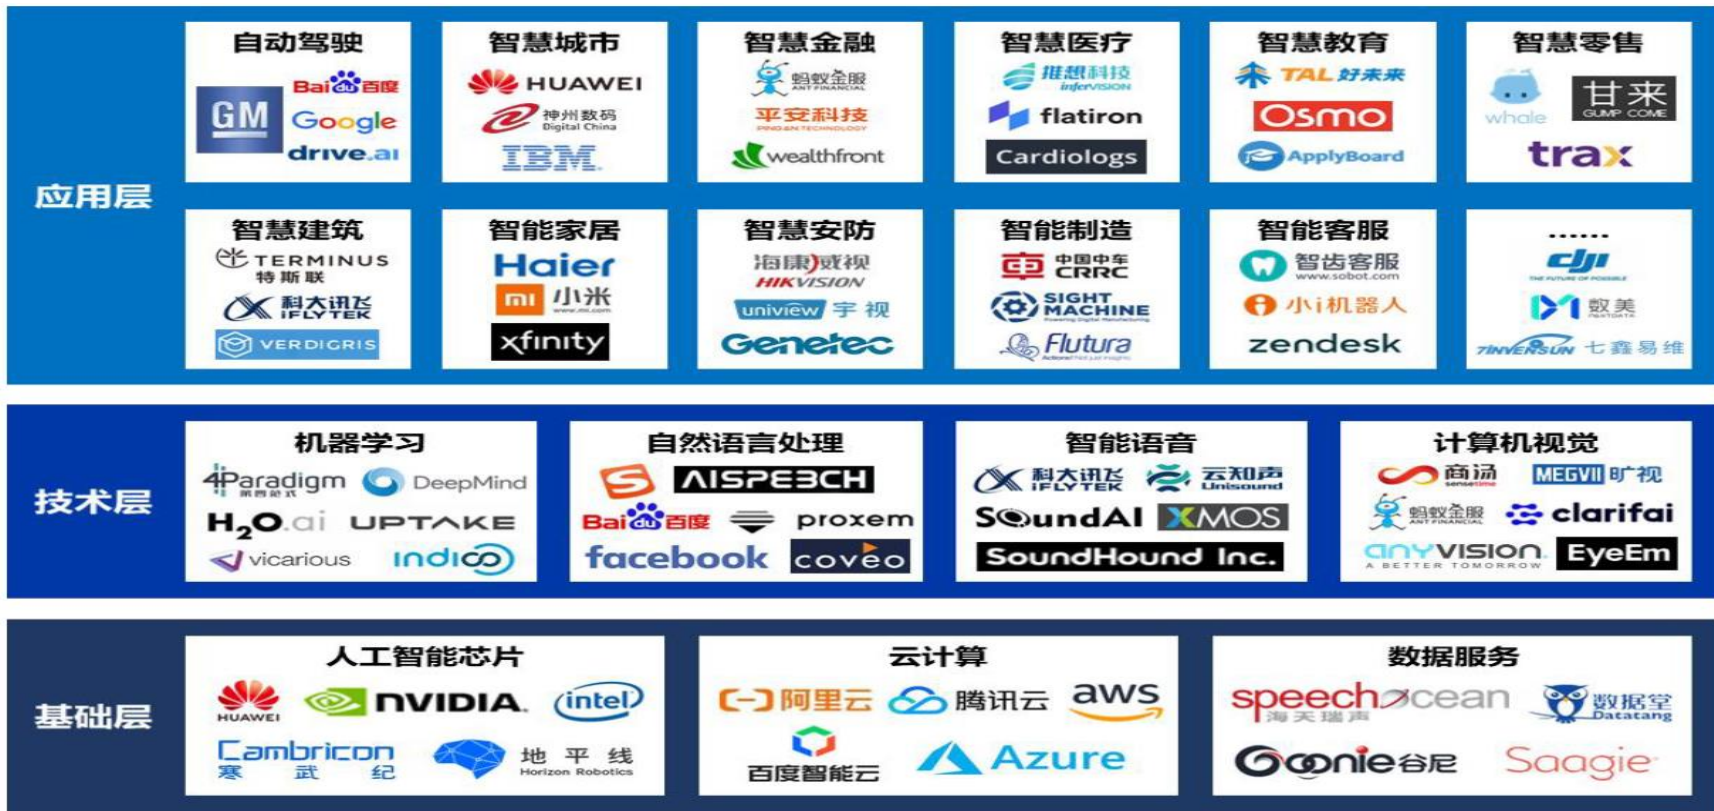 应用层
自动驾驶
GM
Baidu百度
Google
drive.ai
智慧城市
HUAWEI
神州数码
Digital China
IBM
智慧金融
蚂蚁金服
ANT FINANCIAL
平安科技
PING AN TECHNOLOGY
wealthfront
智慧医疗
推想科技
inferVISION
flatiron
Cardiologs
智慧教育
TAL 好未来
Osmo
ApplyBoard
智慧零售
whale
甘来
GUMP COME
trax
智慧建筑
TERMINUS
特斯联
科大讯飞
iFLYTEK
VERDIGRIS
智能家居
Haier
mi 小米
www.mi.com
xfinity
智慧安防
海康威视
HIKVISION
uniview 宇视
Genetec
智能制造
中国中车
CRRC
SIGHT
MACHINE
Flutura
智能客服
智齿客服
www.sobot.com
小i机器人
zendesk
......
dji
THE FUTURE OF POSSIBLE
数美
7INVENSUN 七鑫易维
技术层
机器学习
4Paradigm
第四范式
DeepMind
H2O.ai
UPTAKE
vicarious
indico
自然语言处理
S
AISPEECH
Baidu百度
proxem
facebook
coveo
智能语音
科大讯飞
iFLYTEK
云知声
Unisound
SoundAI
XMOS
SoundHound Inc.
计算机视觉
商汤
sensetime
MEGVII 旷视
蚂蚁金服
ANT FINANCIAL
clarifai
anyvision
A BETTER TOMORROW
EyeEm
基础层
人工智能芯片
HUAWEI
NVIDIA.
intel
Cambricon
寒武纪
地平线
Horizon Robotics
云计算
阿里云
腾讯云
aws
百度智能云
Azure
数据服务
speechocean
海天瑞声
数据堂
Datatang
Goonie谷尼
Saagie